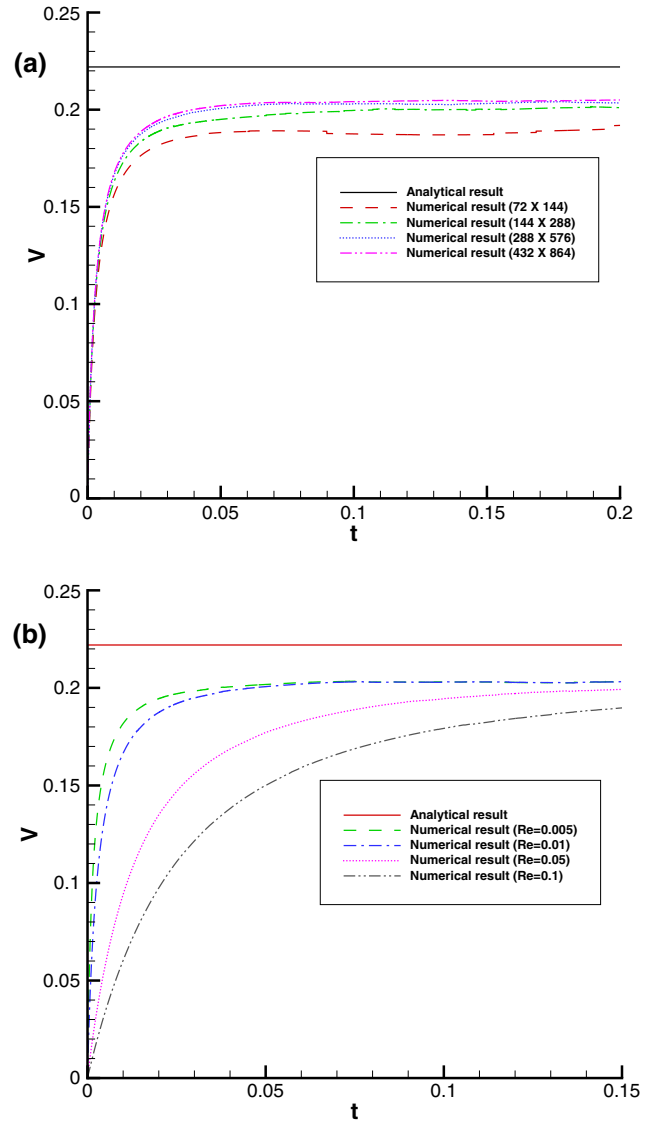 (a)
0.25
0.2
0.15
0.1
0.05
0
V
Analytical result
Numerical result (72 X 144)
Numerical result (144 X 288)
Numerical result (288 X 576)
Numerical result (432 X 864)
0 0.05 0.1 0.15 0.2
t
(b)
0.25
0.2
0.15
0.1
0.05
0
V
Analytical result
Numerical result (Re=0.005)
Numerical result (Re=0.01)
Numerical result (Re=0.05)
Numerical result (Re=0.1)
0 0.05 0.1 0.15
t